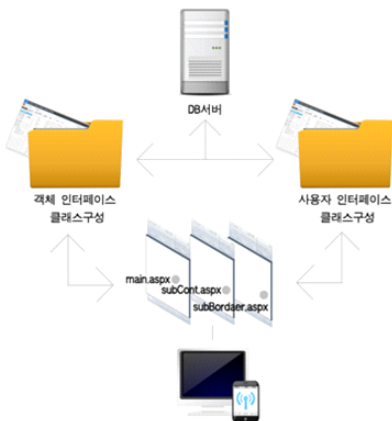 DB서버
객체 인터페이스
클래스구성
사용자 인터페이스
클래스구성
main.aspx
subCont.aspx
subBordaer.aspx